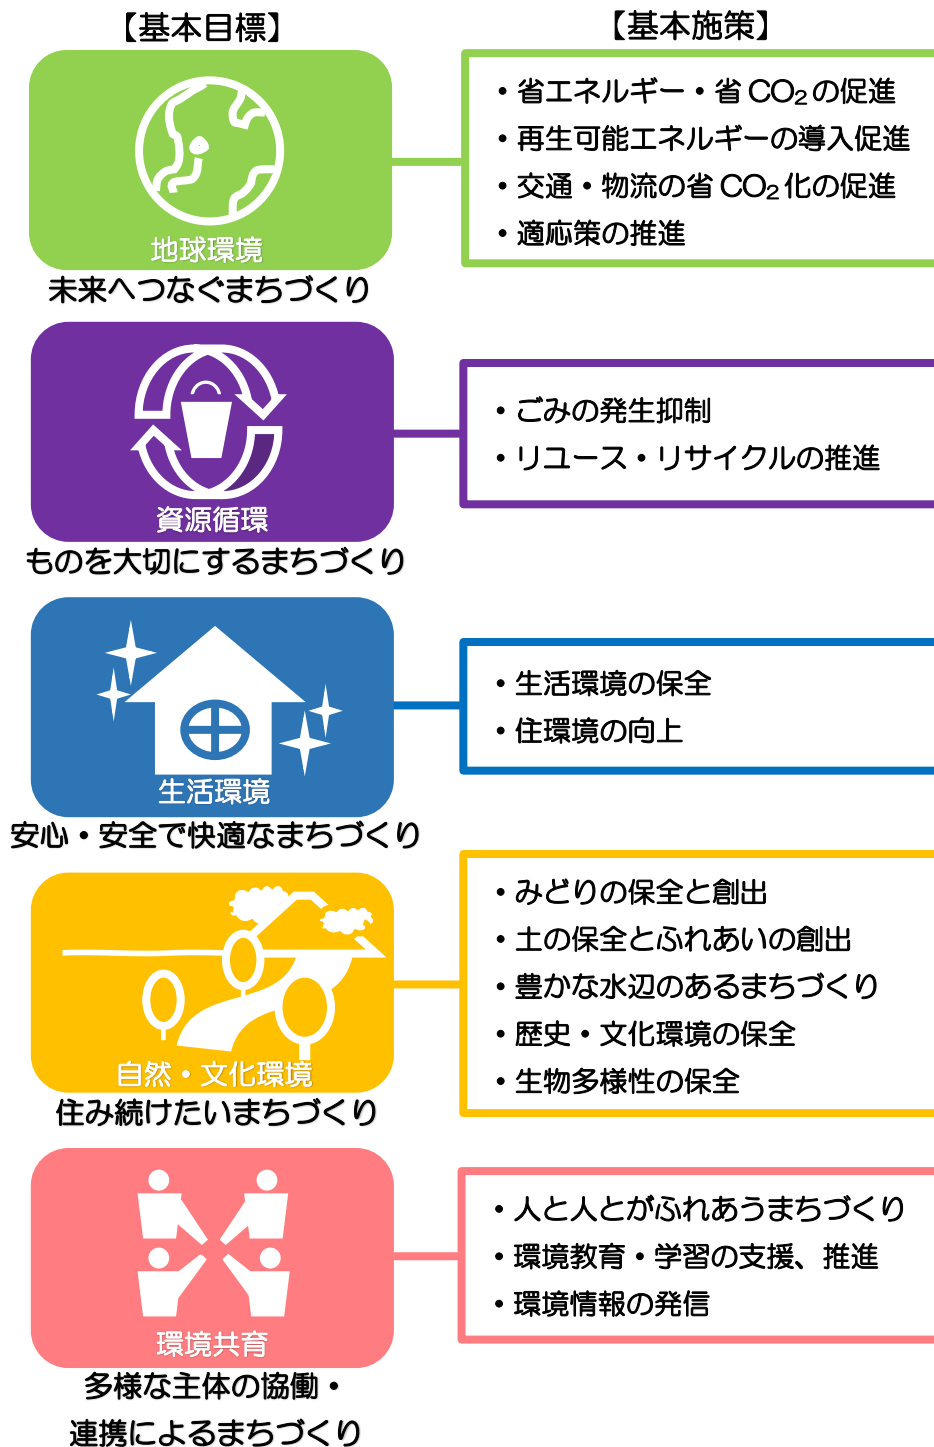 【基本目標】
【基本施策】
地球環境
未来へつなぐまちづくり
・省エネルギー・省CO₂の促進
・再生可能エネルギーの導入促進
・交通・物流の省CO₂化の促進
・適応策の推進
資源循環
ものを大切にするまちづくり
・ごみの発生抑制
・リユース・リサイクルの推進
生活環境
安心・安全で快適なまちづくり
・生活環境の保全
・住環境の向上
自然・文化環境
住み続けたいまちづくり
・みどりの保全と創出
・土の保全とふれあいの創出
・豊かな水辺のあるまちづくり
・歴史・文化環境の保全
・生物多様性の保全
環境共育
多様な主体の協働・
連携によるまちづくり
・人と人とがふれあうまちづくり
・環境教育・学習の支援、推進
・環境情報の発信